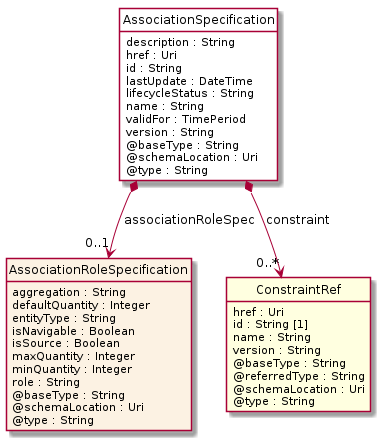 AssociationSpecification
description : String
href : Uri
id : String
lastUpdate : DateTime
lifecycleStatus : String
name : String
validFor : TimePeriod
version : String
@baseType : String
@schemaLocation : Uri
@type : String
associationRoleSpec
constraint
0..1
0..*
AssociationRoleSpecification
aggregation : String
defaultQuantity : Integer
entityType : String
isNavigable : Boolean
isSource : Boolean
maxQuantity : Integer
minQuantity : Integer
role : String
@baseType : String
@schemaLocation : Uri
@type : String
ConstraintRef
href : Uri
id : String [1]
name : String
version : String
@baseType : String
@referredType : String
@schemaLocation : Uri
@type : String